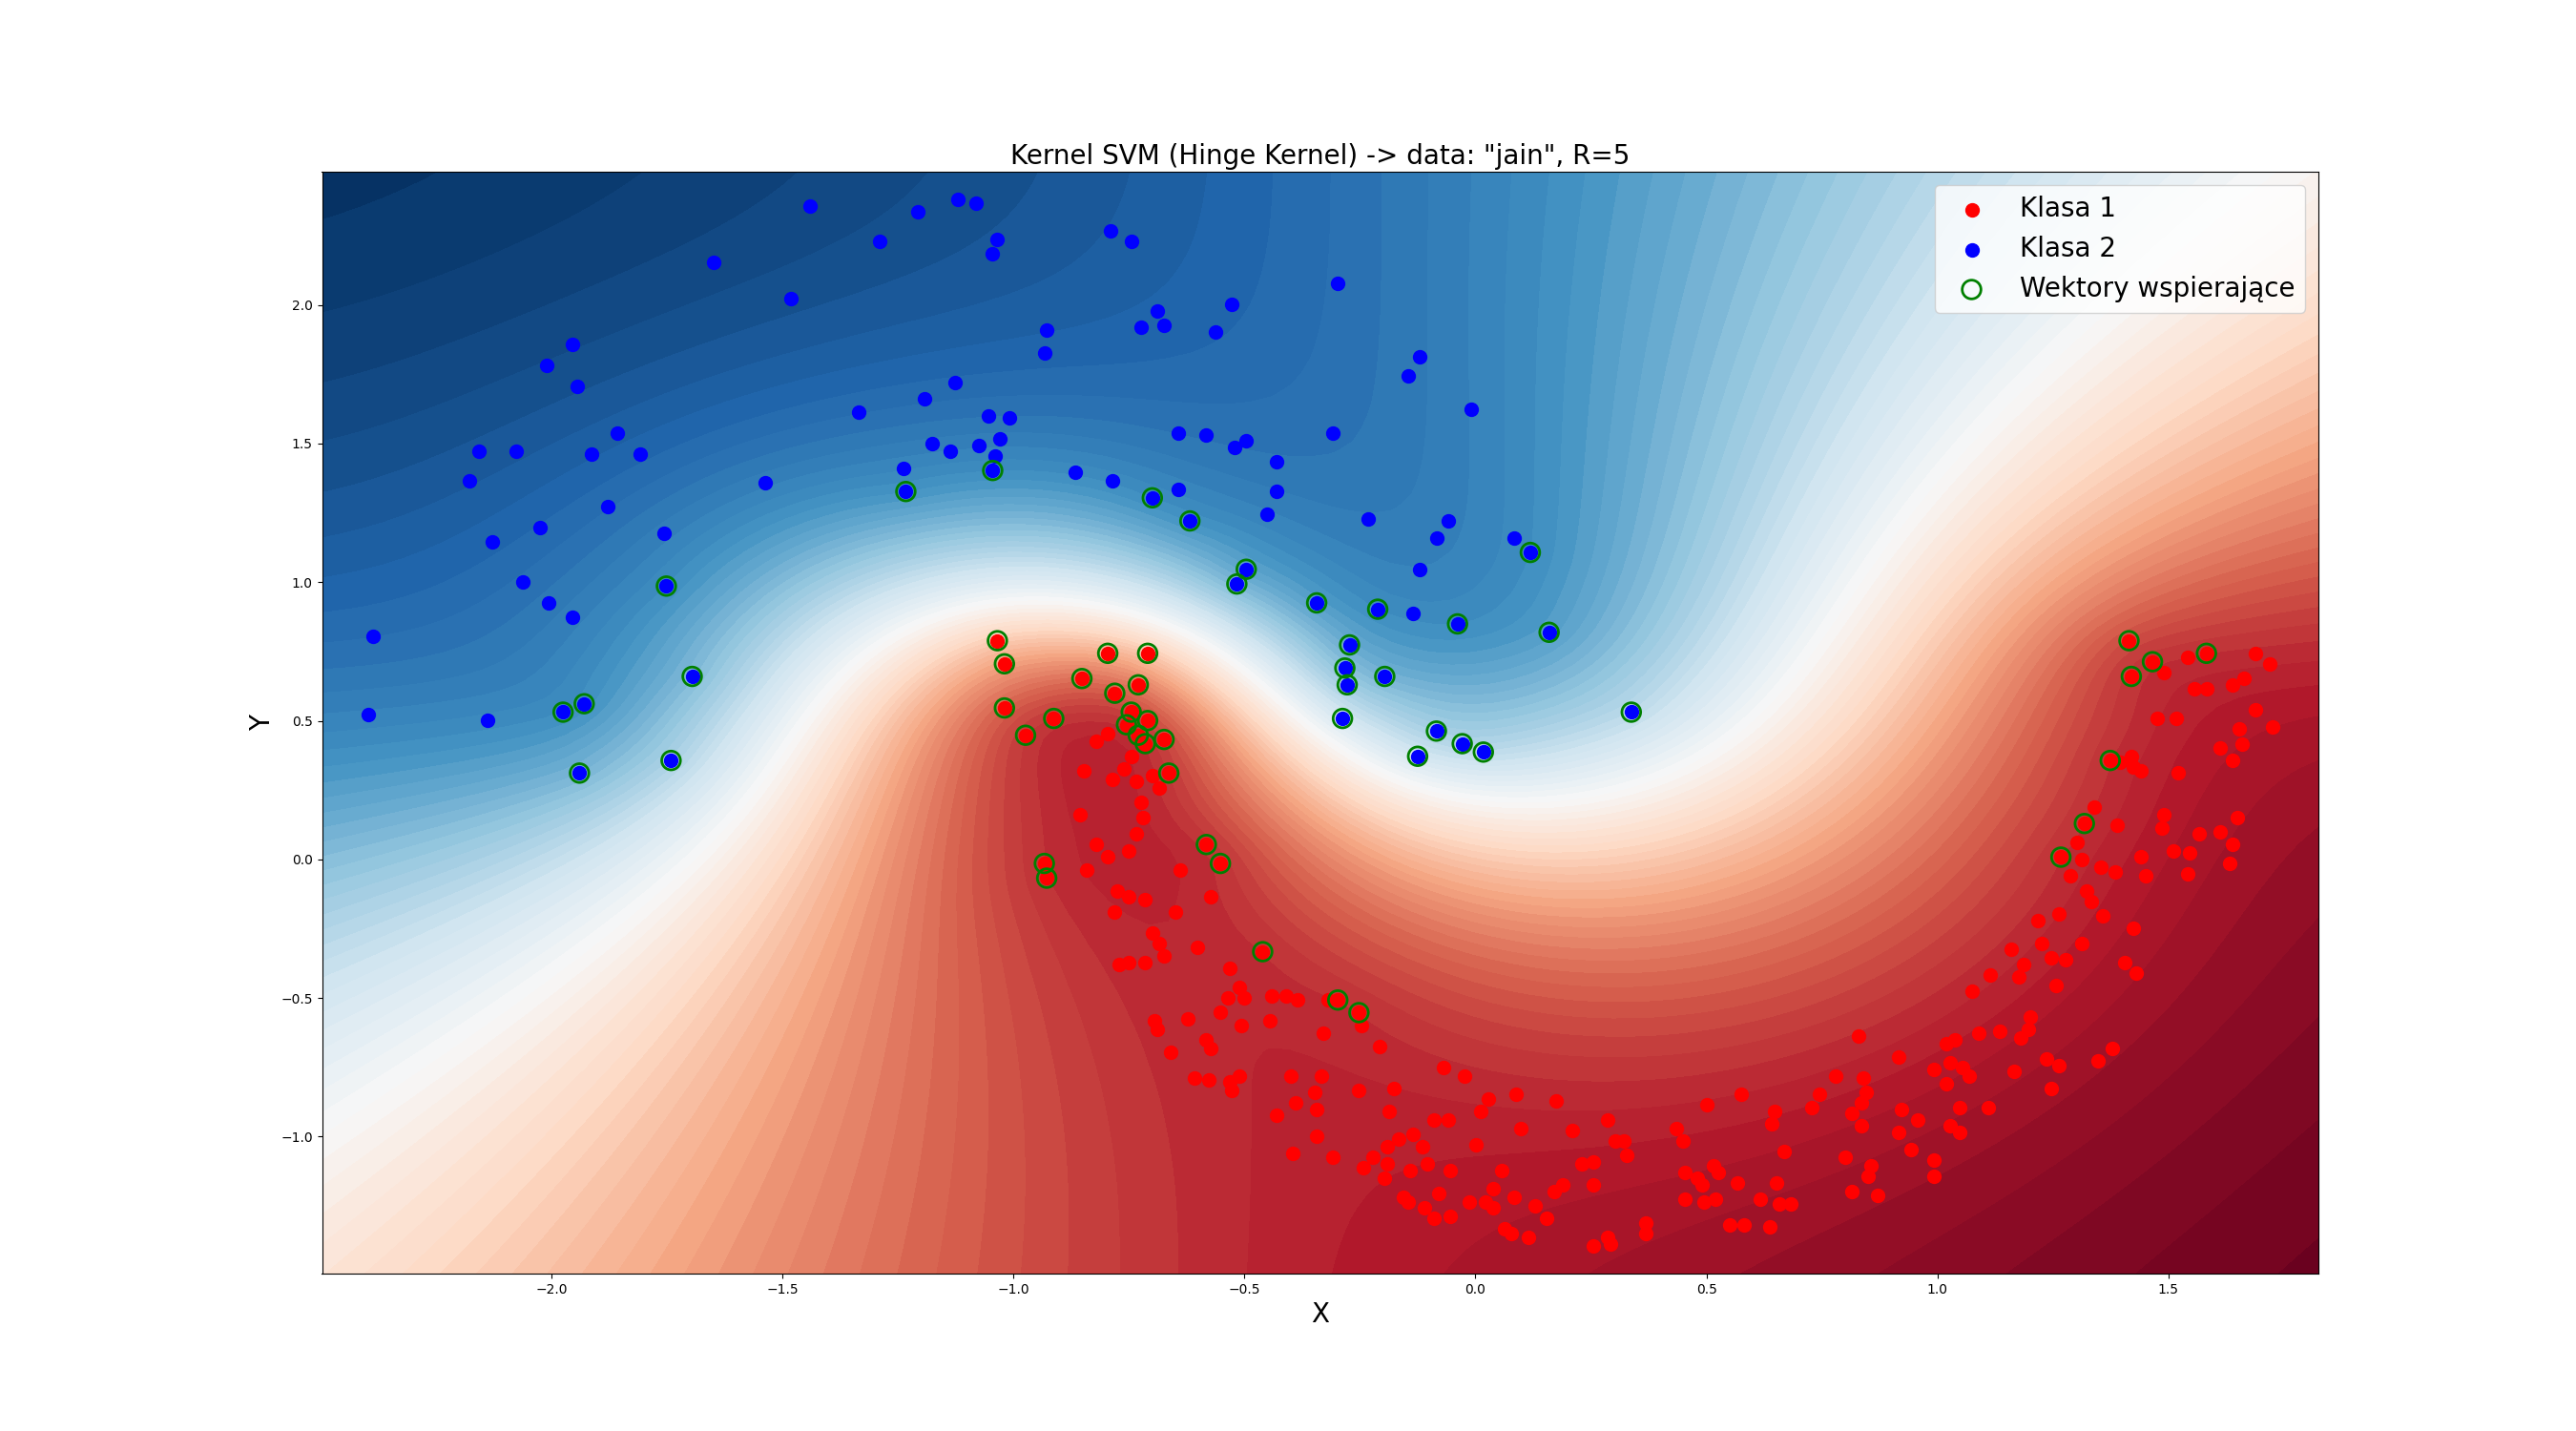 Kernel SVM (Hinge Kernel) -> data: "jain", R=5
Klasa 1
Klasa 2
Wektory wspierające
2.0
1.5
1.0
0.5
0.0
−0.5
−1.0
Y
−2.0 −1.5 −1.0 −0.5 0.0 0.5 1.0 1.5
X